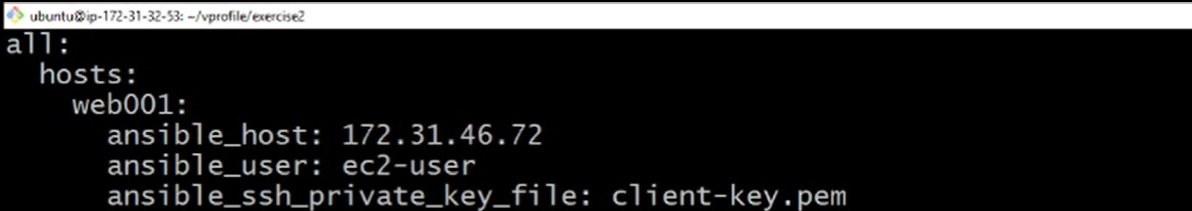 ubuntu@ip-172-31-32-53: ~/vprofile/exercise2
all:
  hosts:
    web001:
      ansible_host: 172.31.46.72
      ansible_user: ec2-user
      ansible_ssh_private_key_file: client-key.pem